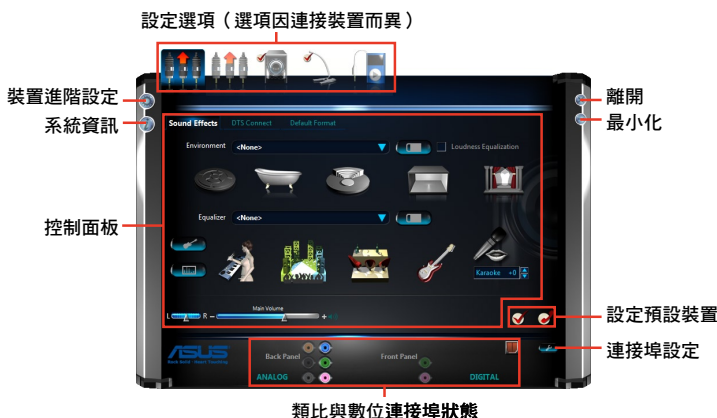 設定選項（選項因連接裝置而異）
裝置進階設定
系統資訊
離開
最小化
Sound Effects DTS Connect Default Format
Environment <None> Loudness Equalization
控制面板
Equalizer <None>
Karaoke +0
Main Volume
L R - +
設定預設裝置
連接埠設定
ASUS
Back Panel Front Panel
ANALOG DIGITAL
類比與數位連接埠狀態